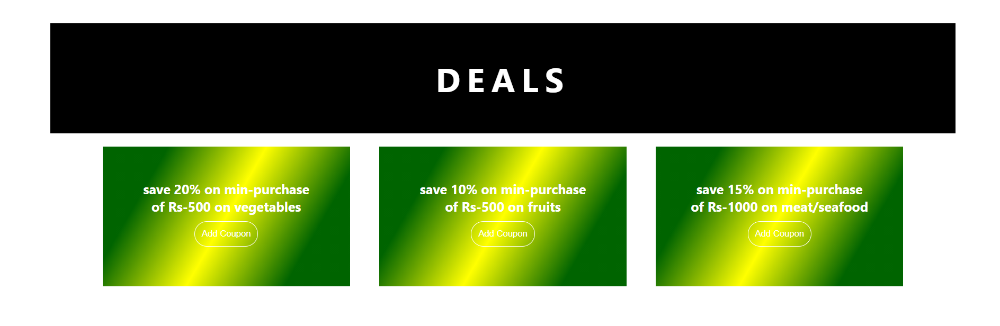 DEALS
save 20% on min-purchase
of Rs-500 on vegetables
Add Coupon
save 10% on min-purchase
of Rs-500 on fruits
Add Coupon
save 15% on min-purchase
of Rs-1000 on meat/seafood
Add Coupon